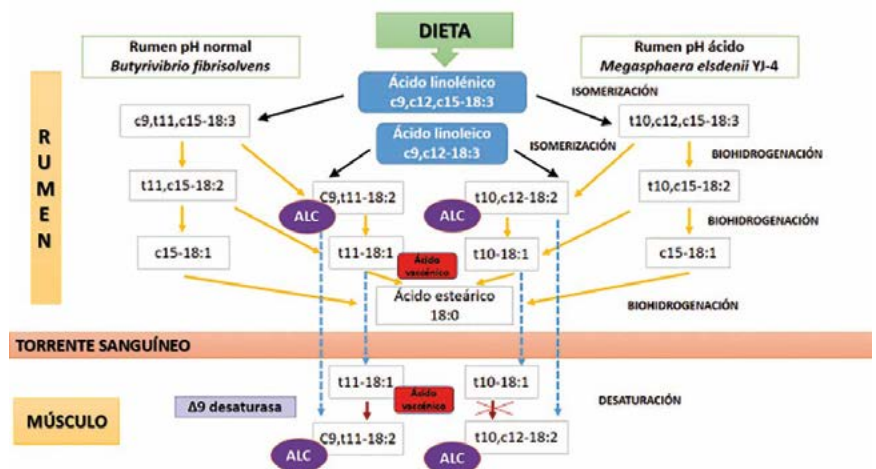 DIETA
Rumen pH normal
Butyrivibrio fibrisolvens
Rumen pH ácido
Megasphaera elsdenii YJ-4
RUMEN
Ácido linolénico
c9,c12,c15-18:3
ISOMERIZACIÓN
c9,t11,c15-18:3
t10,c12,c15-18:3
Ácido linoleico
c9,c12-18:3
ISOMERIZACIÓN
BIOHIDROGENACIÓN
t11,c15-18:2
C9,t11-18:2
ALC
t10,c12-18:2
ALC
t10,c15-18:2
BIOHIDROGENACIÓN
c15-18:1
t11-18:1
Ácido
vaccénico
t10-18:1
c15-18:1
Ácido esteárico
18:0
BIOHIDROGENACIÓN
TORRENTE SANGUÍNEO
MÚSCULO
Δ9 desaturasa
t11-18:1
Ácido
vaccénico
t10-18:1
DESATURACIÓN
C9,t11-18:2
ALC
t10,c12-18:2
ALC